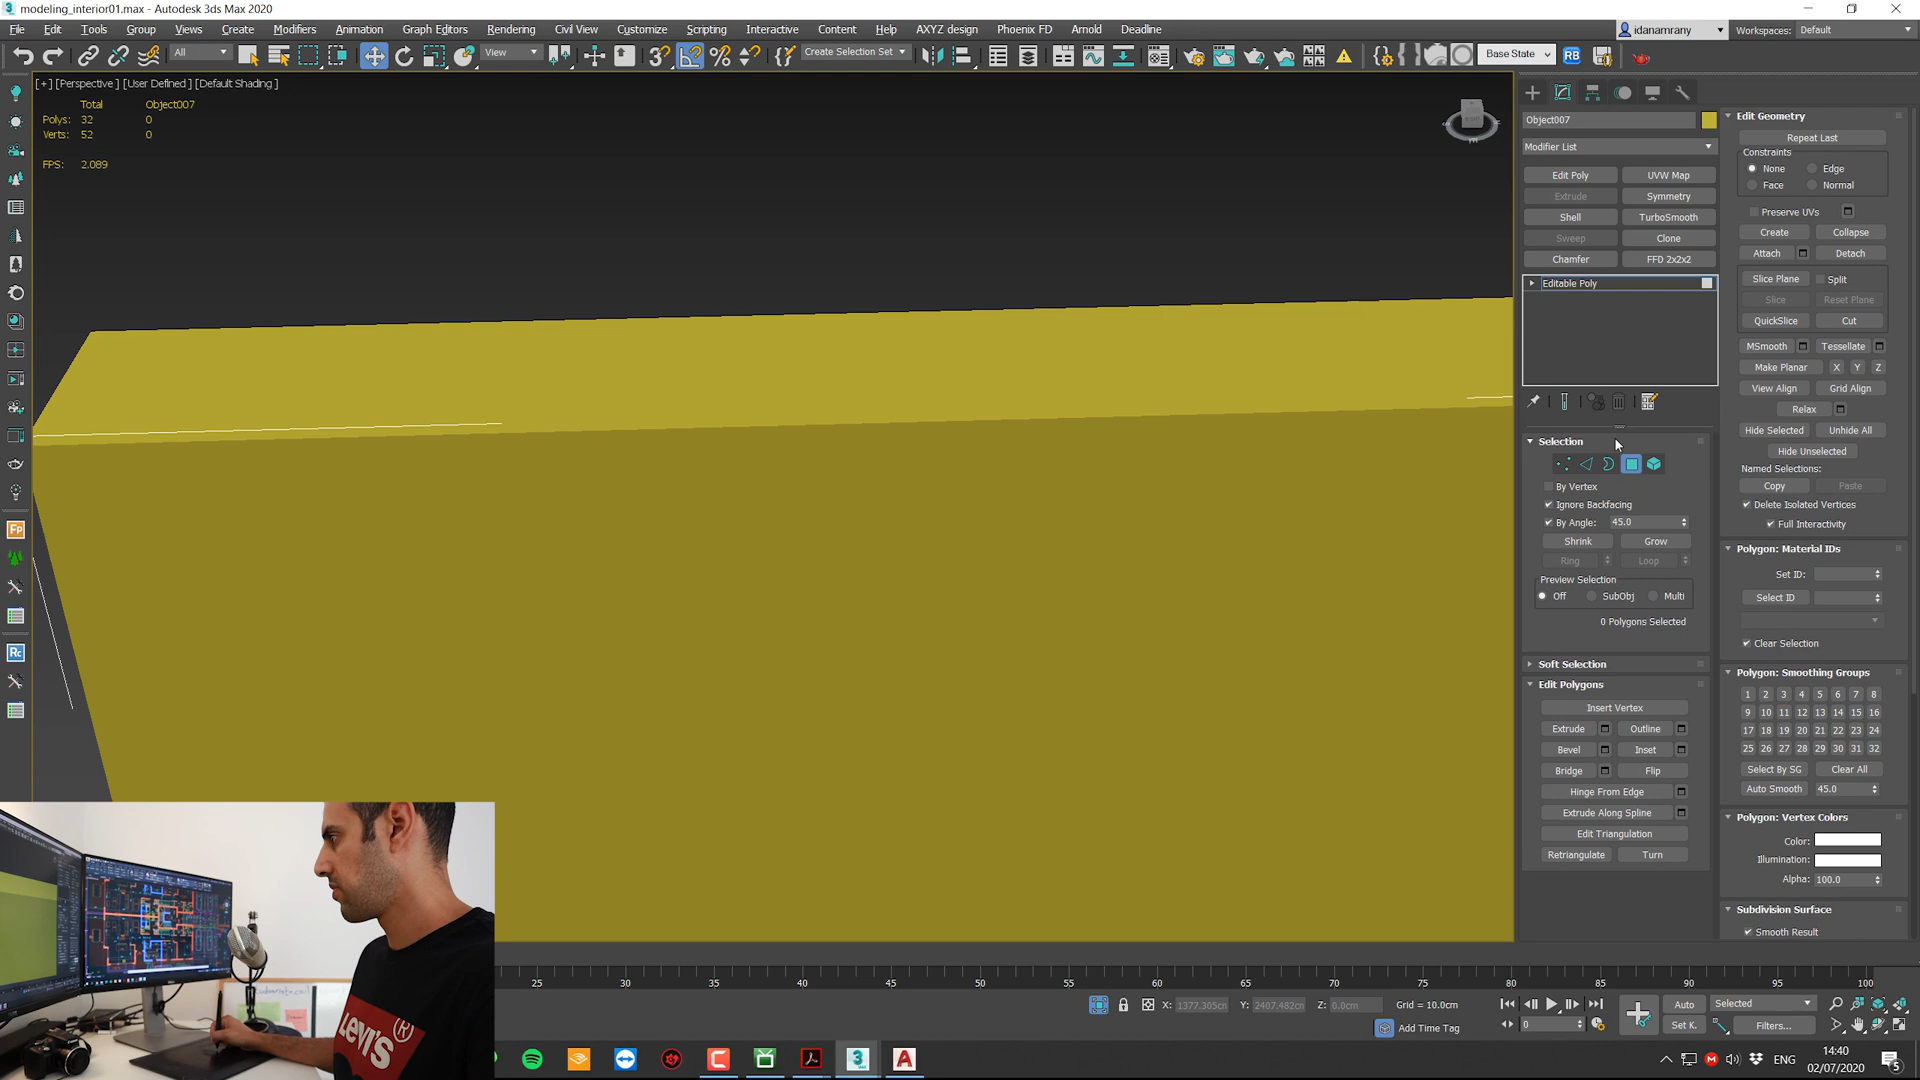 modeling_interior01.max - Autodesk 3ds Max 2020
File Edit Tools Group Views Create Modifiers Animation Graph Editors Rendering Civil View Customize Scripting Interactive Content Help AXYZ design Phoenix FD Arnold Deadline
idanamrany Workspaces: Default
All View Create Selection Set Base State RB
[+] [Perspective] [User Defined] [Default Shading]
Total Object007
Polys: 32 0
Verts: 52 0
FPS: 2.089
Object007
Modifier List
Edit Poly UVW Map
Extrude Symmetry
Shell TurboSmooth
Sweep Clone
Chamfer FFD 2x2x2
Editable Poly
Selection
By Vertex
Ignore Backfacing
By Angle: 45.0
Shrink Grow
Ring Loop
Preview Selection
Off SubObj Multi
0 Polygons Selected
Soft Selection
Edit Polygons
Insert Vertex
Extrude Outline
Bevel Inset
Bridge Flip
Hinge From Edge
Extrude Along Spline
Edit Triangulation
Retriangulate Turn
Edit Geometry
Repeat Last
Constraints
None Edge
Face Normal
Preserve UVs
Create Collapse
Attach Detach
Slice Plane Split
Slice Reset Plane
QuickSlice Cut
MSmooth Tessellate
Make Planar X Y Z
View Align Grid Align
Relax
Hide Selected Unhide All
Hide Unselected
Named Selections:
Copy Paste
Delete Isolated Vertices
Full Interactivity
Polygon: Material IDs
Set ID:
Select ID
Clear Selection
Polygon: Smoothing Groups
1 2 3 4 5 6 7 8
9 10 11 12 13 14 15 16
17 18 19 20 21 22 23 24
25 26 27 28 29 30 31 32
Select By SG Clear All
Auto Smooth 45.0
Polygon: Vertex Colors
Color:
Illumination:
Alpha: 100.0
Subdivision Surface
Smooth Result
Fp
Rc
LEVI'S ®
25 30 35 40 45 50 55 60 65 70 75 80 85 90 95 100
X: 1377.305cm Y: 2407.482cm Z: 0.0cm Grid = 10.0cm
Add Time Tag
0
Auto Selected
Set K. Filters...
ENG
14:40
02/07/2020
5